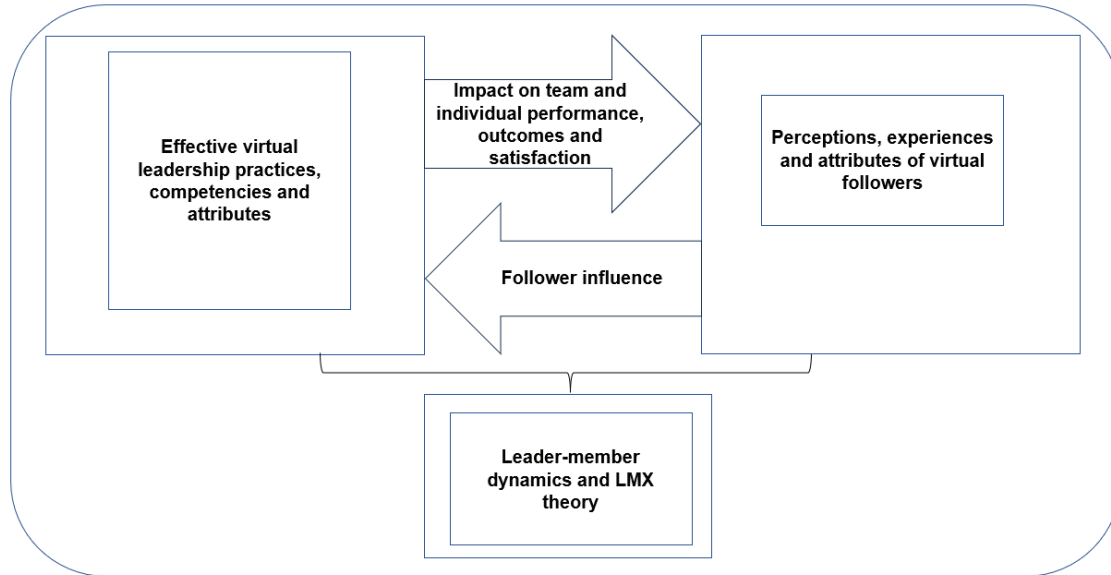 Effective virtual
leadership practices,
competencies and
attributes
Impact on team and
individual performance,
outcomes and
satisfaction
Perceptions, experiences
and attributes of virtual
followers
Follower influence
Leader-member
dynamics and LMX
theory